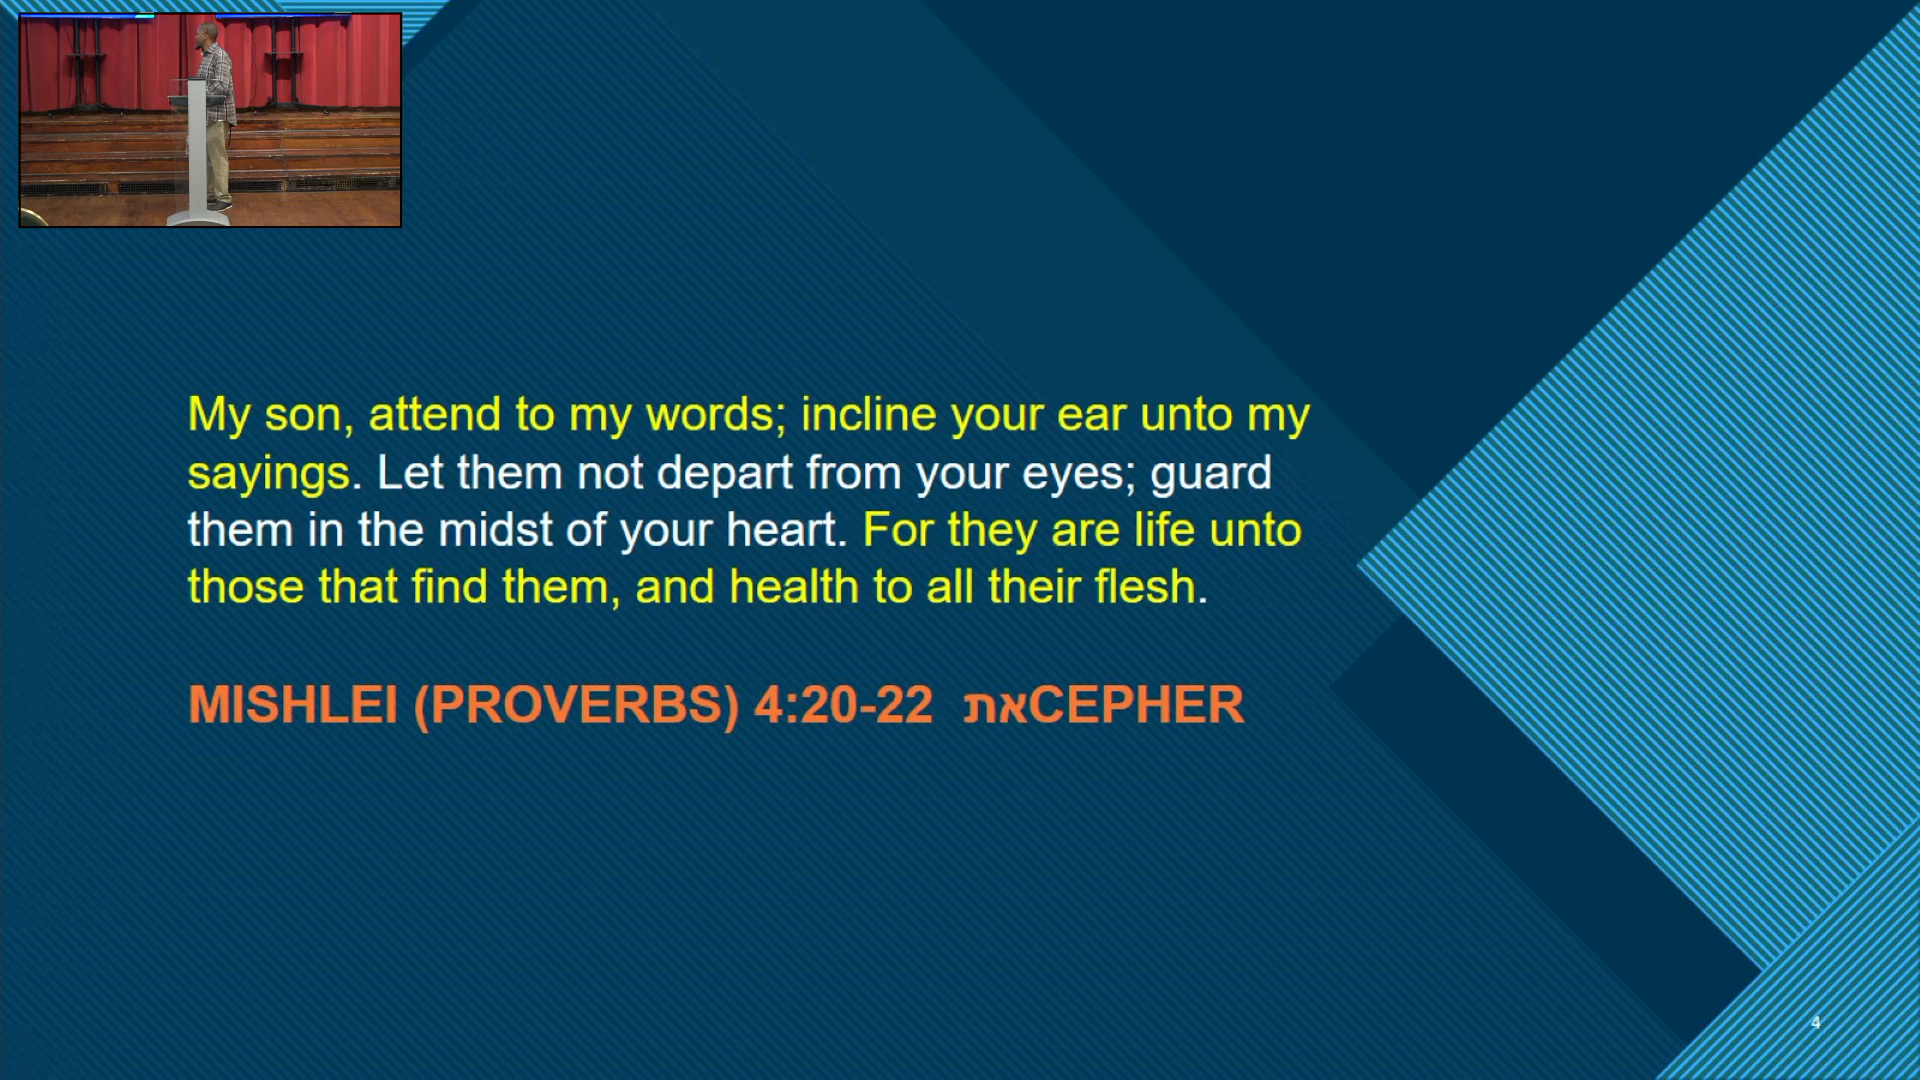 My son, attend to my words; incline your ear unto my
sayings. Let them not depart from your eyes; guard
them in the midst of your heart. For they are life unto
those that find them, and health to all their flesh.
MISHLEI (PROVERBS) 4:20-22 את CEPHER
4